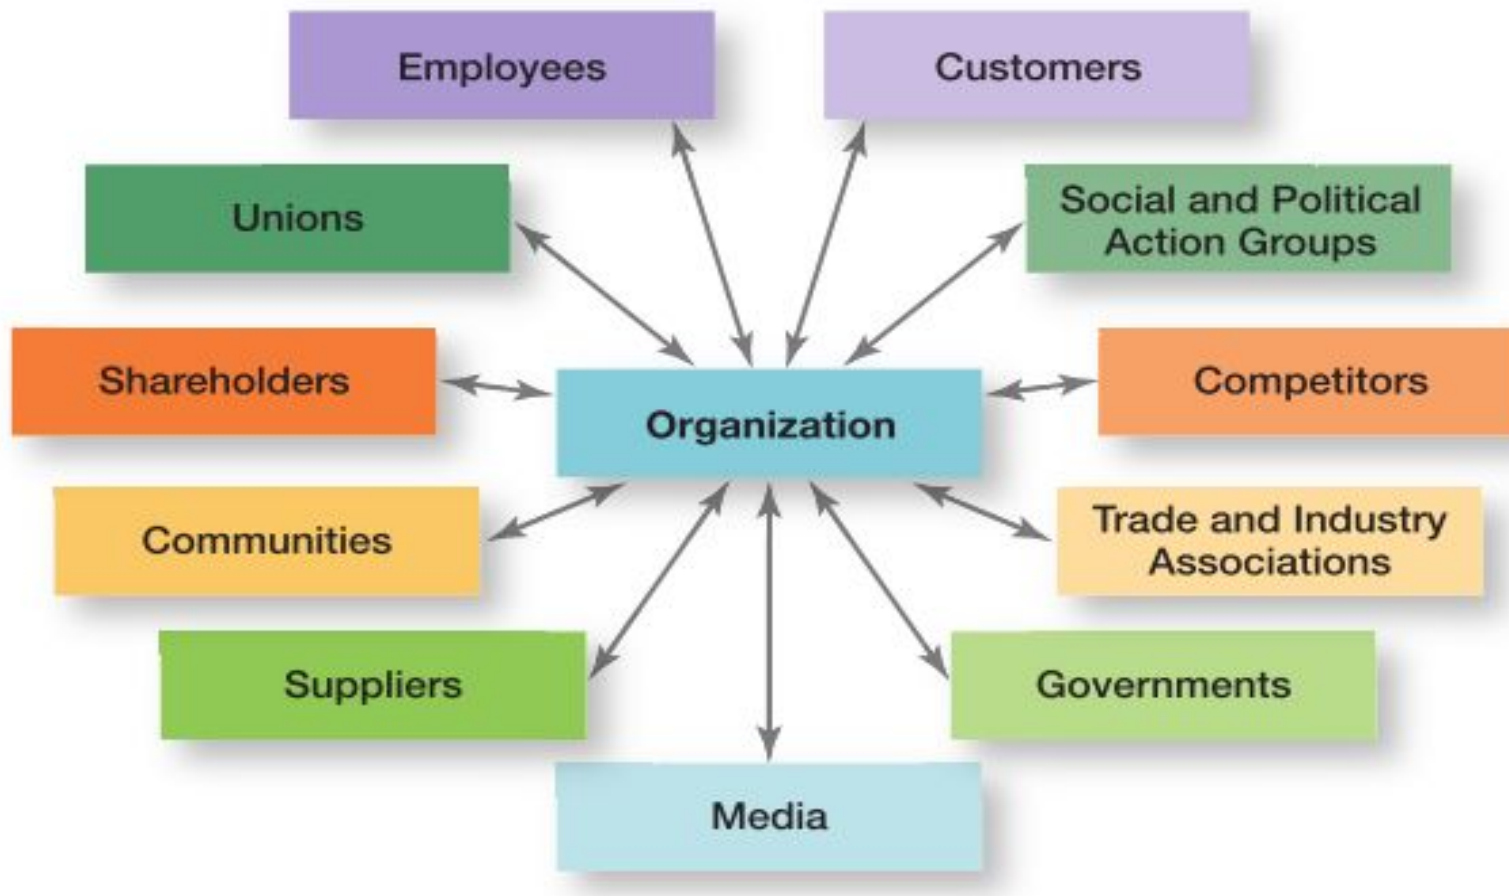 Employees
Customers
Unions
Social and Political
Action Groups
Shareholders
Competitors
Organization
Communities
Trade and Industry
Associations
Suppliers
Governments
Media